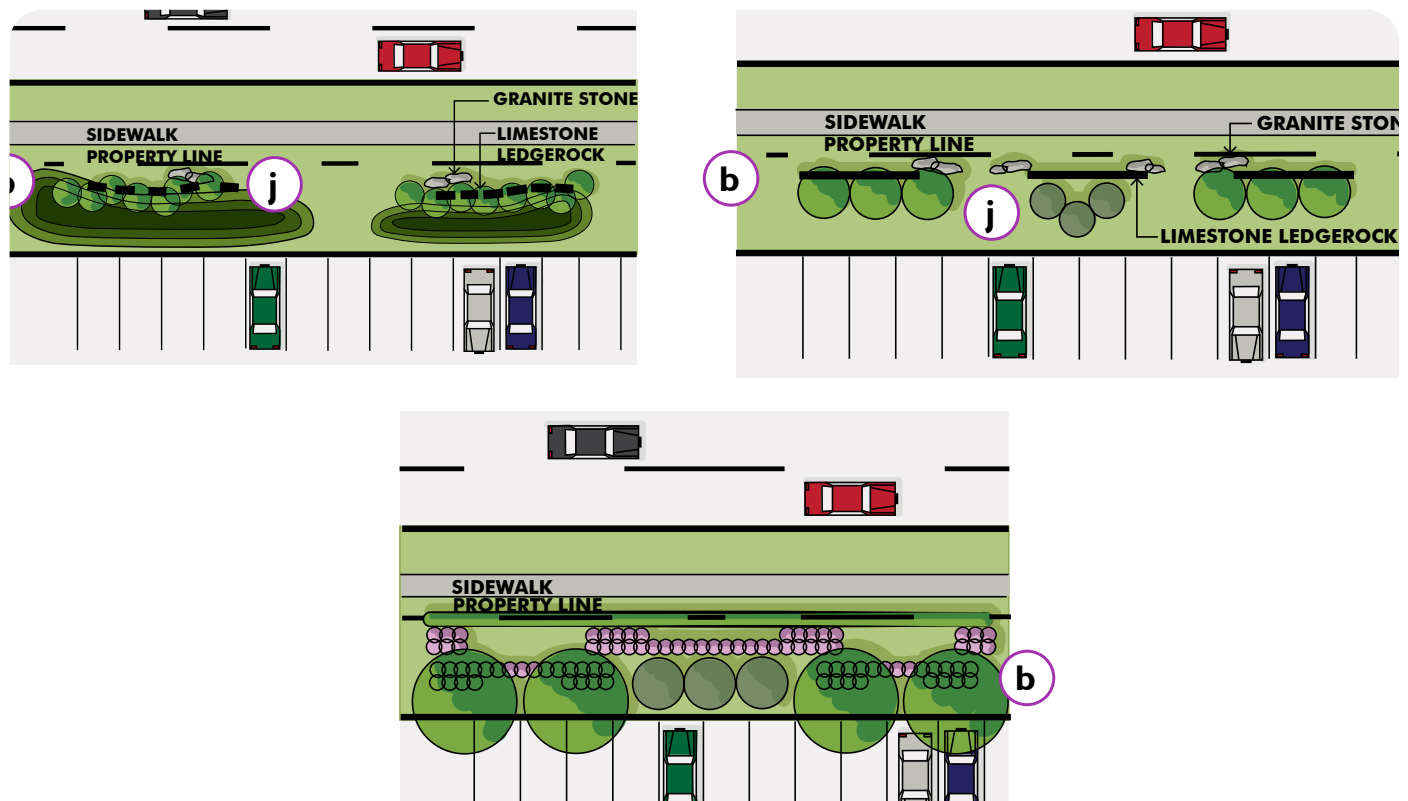 GRANITE STONE
SIDEWALK
LIMESTONE
PROPERTY LINE
LEDGEROCK
j
SIDEWALK
GRANITE STON
PROPERTY LINE
b
j
LIMESTONE LEDGEROCK
SIDEWALK
PROPERTY LINE
b